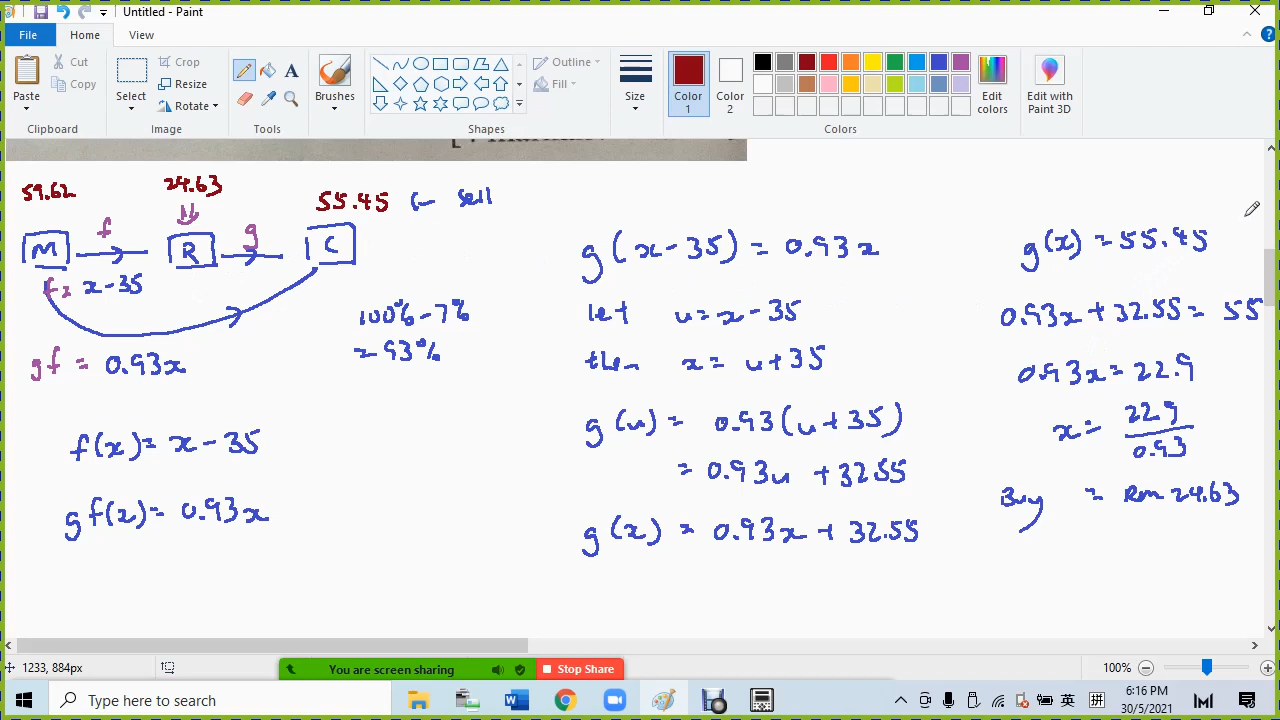 Untitled - Paint
File
Home
View
Paste
Cut
Copy
Clipboard
Select
Crop
Resize
Rotate
Image
Tools
Brushes
Shapes
Outline
Fill
Size
Color 1
Color 2
Edit colors
Edit with Paint 3D
Colors
59.62
24.63
55.45 ← sell
M
f
R
g
C
f: x-35
gf = 0.93x
100% - 7%
= 93%
f(x) = x - 35
gf(x) = 0.93x
g(x-35) = 0.93x
let u = x - 35
then x = u + 35
g(u) = 0.93(u + 35)
= 0.93u + 32.55
g(x) = 0.93x + 32.55
g(x) = 55.45
0.93x + 32.55 = 55
0.93x = 22.9
x = 22.9
0.93
Buy = RM 24.63
1233, 884px
100%
You are screen sharing
Stop Share
Type here to search
英
拼
6:16 PM
30/5/2021